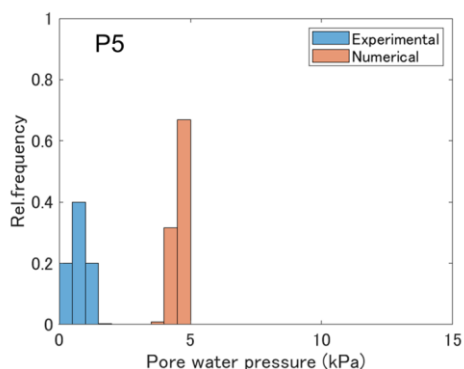 P5
Experimental
Numerical
Rel.frequency
1
0.8
0.6
0.4
0.2
0
0 5 10 15
Pore water pressure (kPa)